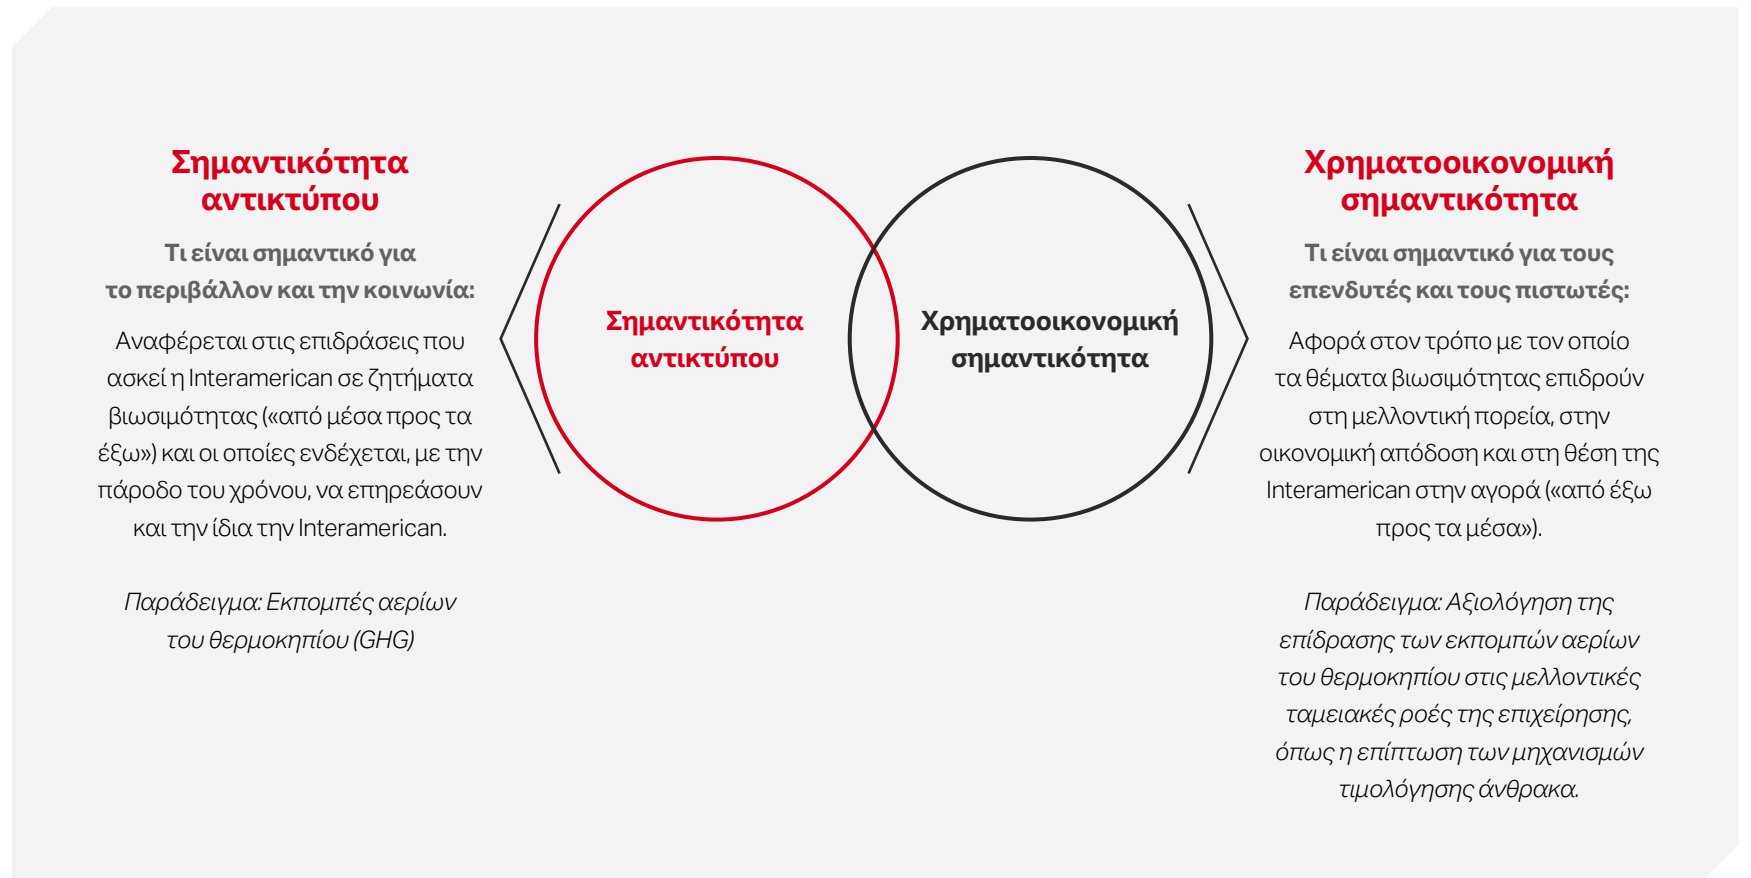 Σημαντικότητα
αντικτύπου
Τι είναι σημαντικό για
το περιβάλλον και την κοινωνία:
Αναφέρεται στις επιδράσεις που
ασκεί η Interamerican σε ζητήματα
βιωσιμότητας («από μέσα προς τα
έξω») και οι οποίες ενδέχεται, με την
πάροδο του χρόνου, να επηρεάσουν
και την ίδια την Interamerican.
Παράδειγμα: Εκπομπές αερίων
του θερμοκηπίου (GHG)
Σημαντικότητα
αντικτύπου
Χρηματοοικονομική
σημαντικότητα
Χρηματοοικονομική
σημαντικότητα
Τι είναι σημαντικό για τους
επενδυτές και τους πιστωτές:
Αφορά στον τρόπο με τον οποίο
τα θέματα βιωσιμότητας επιδρούν
στη μελλοντική πορεία, στην
οικονομική απόδοση και στη θέση της
Interamerican στην αγορά («από έξω
προς τα μέσα»).
Παράδειγμα: Αξιολόγηση της
επίδρασης των εκπομπών αερίων
του θερμοκηπίου στις μελλοντικές
ταμειακές ροές της επιχείρησης,
όπως η επίπτωση των μηχανισμών
τιμολόγησης άνθρακα.